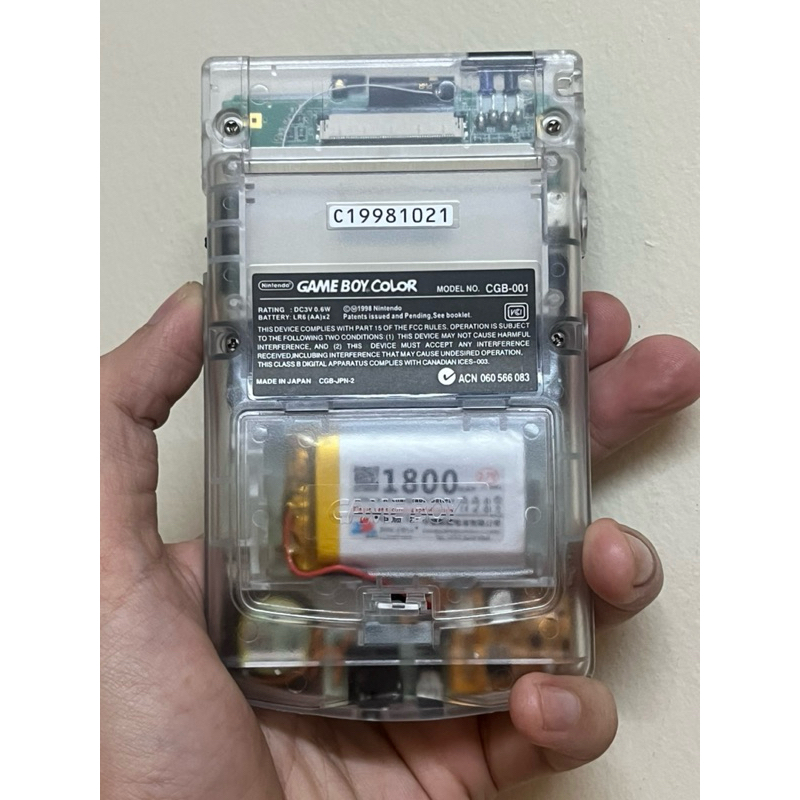 C19981021
Nintendo GAME BOY COLOR MODEL NO. CGB-001
RATING : DC3V 0.6W ©Ⓜ1998 Nintendo
BATTERY: LR6 (AA)x2 Patents issued and Pending, See booklet.
VCI
THIS DEVICE COMPLIES WITH PART 15 OF THE FCC RULES. OPERATION IS SUBJECT
TO THE FOLLOWING TWO CONDITIONS (1) THIS DEVICE MAY NOT CAUSE HARMFUL
INTERFERENCE, AND (2) THIS DEVICE MUST ACCEPT ANY INTERFERENCE
RECEIVED,INCLUDING INTERFERENCE THAT MAY CAUSE UNDESIRED OPERATION.
THIS CLASS B DIGITAL APPARATUS COMPLIES WITH CANADIAN ICES-003.
MADE IN JAPAN CGB-JPN-2 ACN 060 566 083
1800
GAME BOY